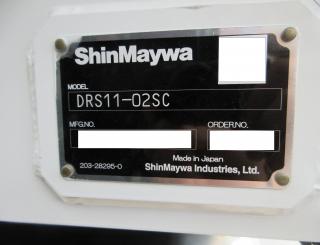 ShinMaywa
MODEL
DRS11-02SC
MFG.NO.
ORDER.NO.
Made in Japan
203-28295-0
ShinMaywa Industries, Ltd.